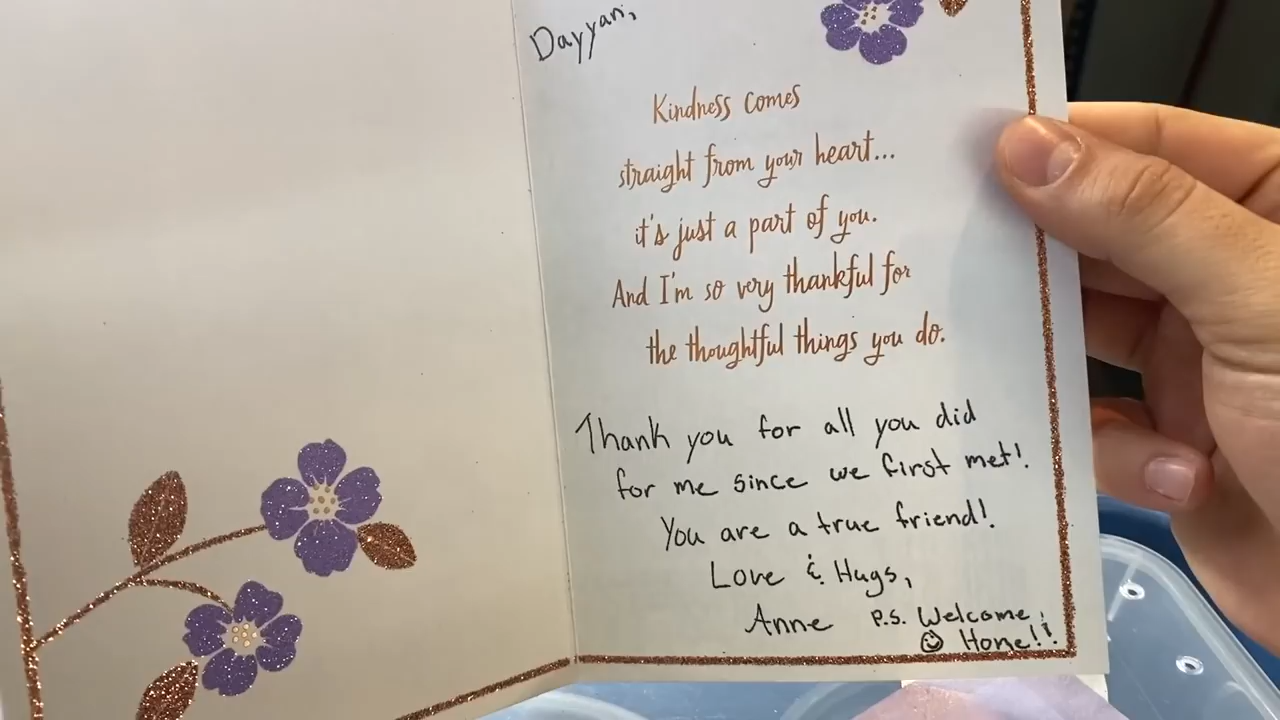 Dayyan,
Kindness comes
straight from your heart...
it's just a part of you.
And I'm so very thankful for
the thoughtful things you do.
Thank you for all you did
for me since we first met!
You are a true friend!
Love & Hugs,
Anne P.S. Welcome
Home!!